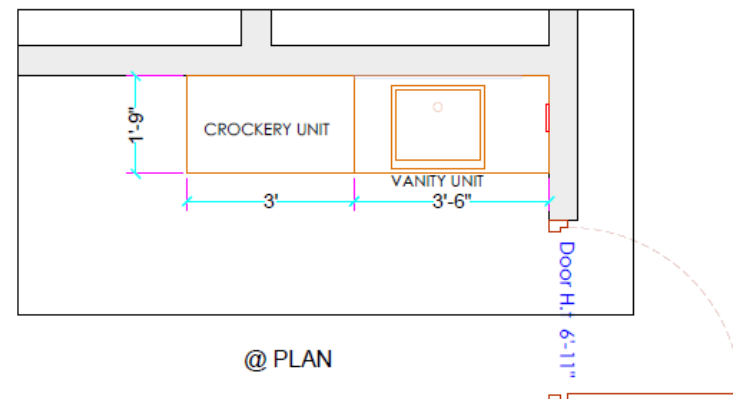 1'-9"
CROCKERY UNIT
VANITY UNIT
3'
3'-6"
Door H.- 6'-11"
@ PLAN